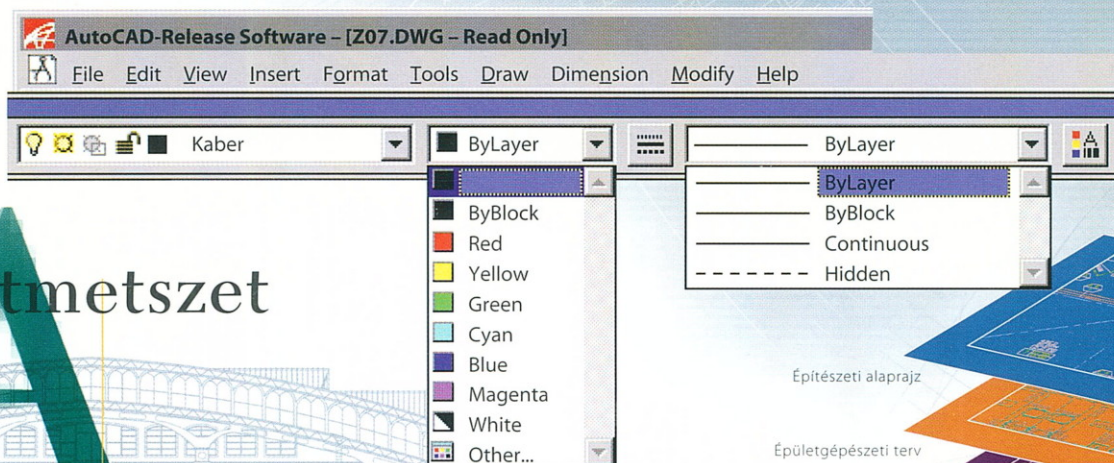 AutoCAD-Release Software – [Z07.DWG – Read Only]
File Edit View Insert Format Tools Draw Dimension Modify Help
Kaber
ByLayer
ByLayer
ByBlock
Red
Yellow
Green
Cyan
Blue
Magenta
White
Other...
ByLayer
ByBlock
Continuous
Hidden
tmetszet
Építészeti alaprajz
Épületgépészeti terv